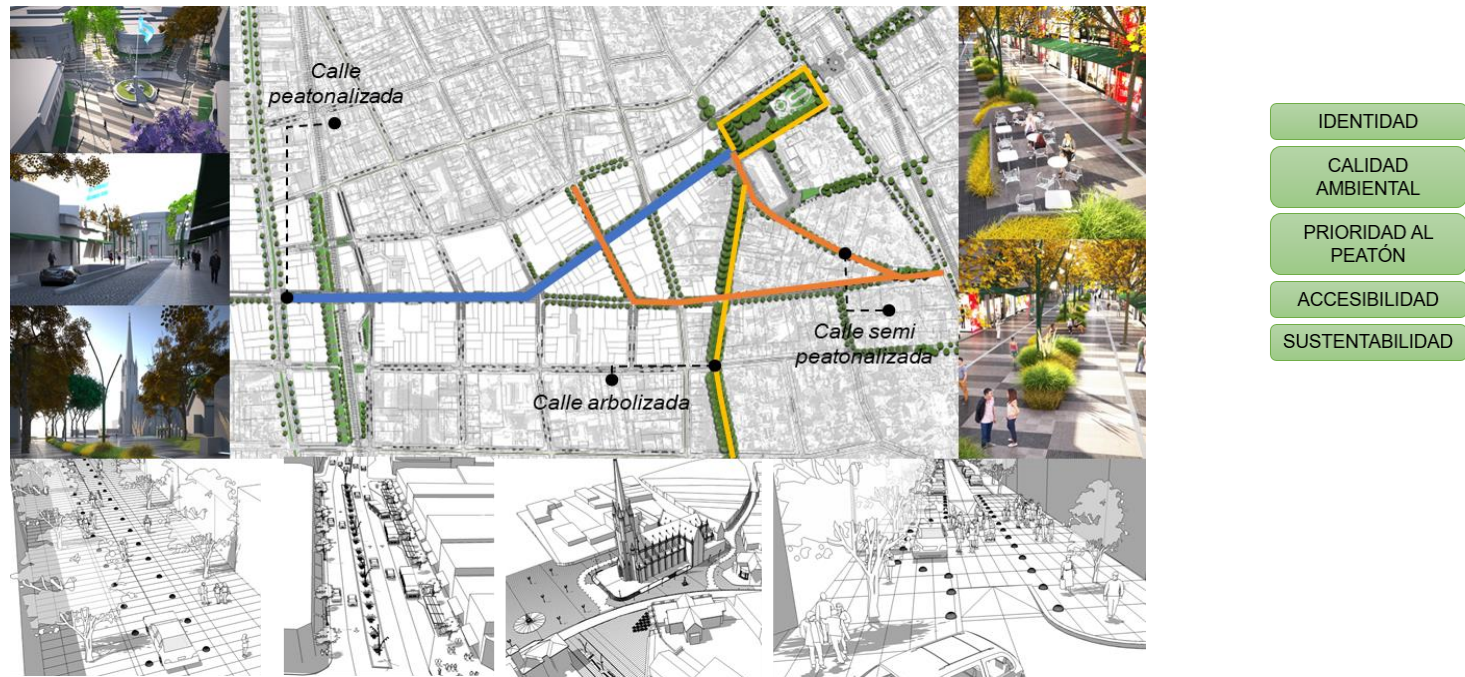 Calle
peatonalizada
Calle semi
peatonalizada
Calle arbolizada
IDENTIDAD
CALIDAD
AMBIENTAL
PRIORIDAD AL
PEATÓN
ACCESIBILIDAD
SUSTENTABILIDAD